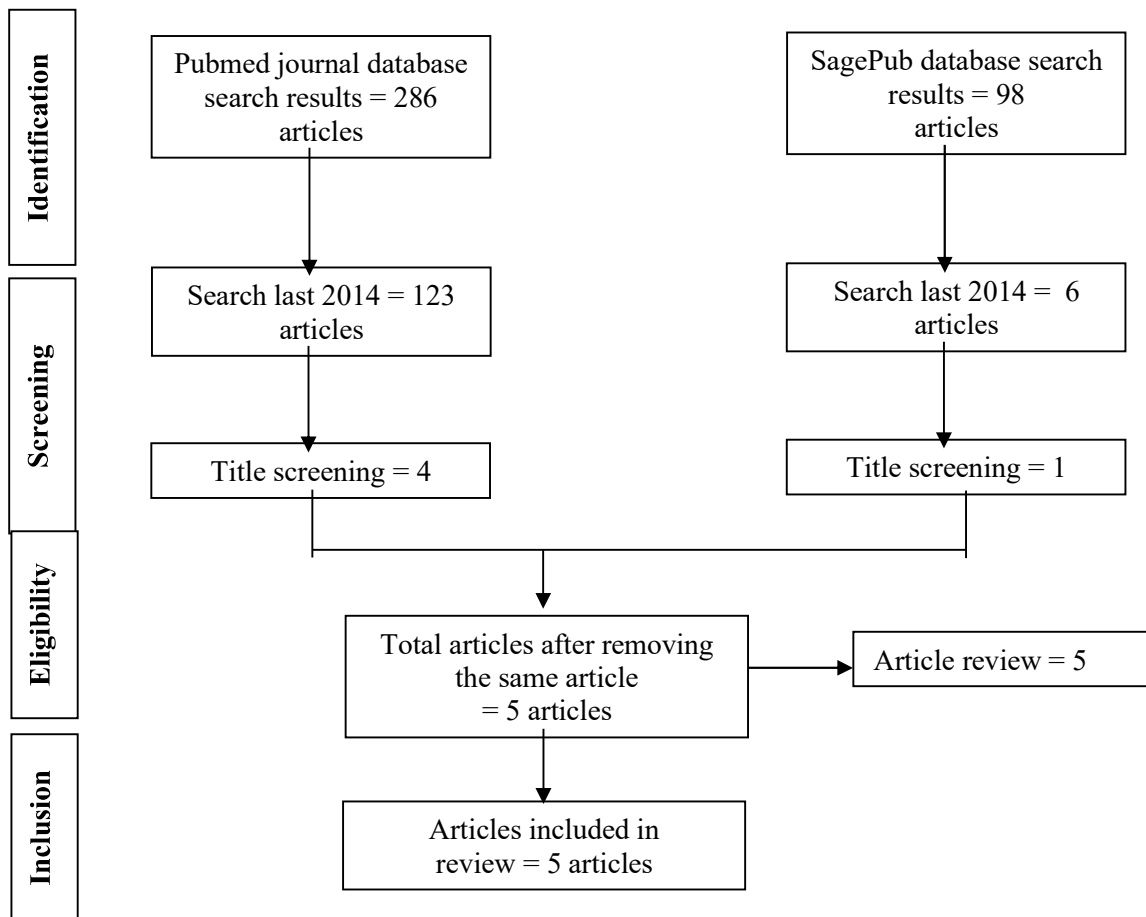 Identification
Pubmed journal database
search results = 286
articles
SagePub database search
results = 98
articles
Screening
Search last 2014 = 123
articles
Search last 2014 = 6
articles
Title screening = 4
Title screening = 1
Eligibility
Total articles after removing
the same article
= 5 articles
Article review = 5
Inclusion
Articles included in
review = 5 articles